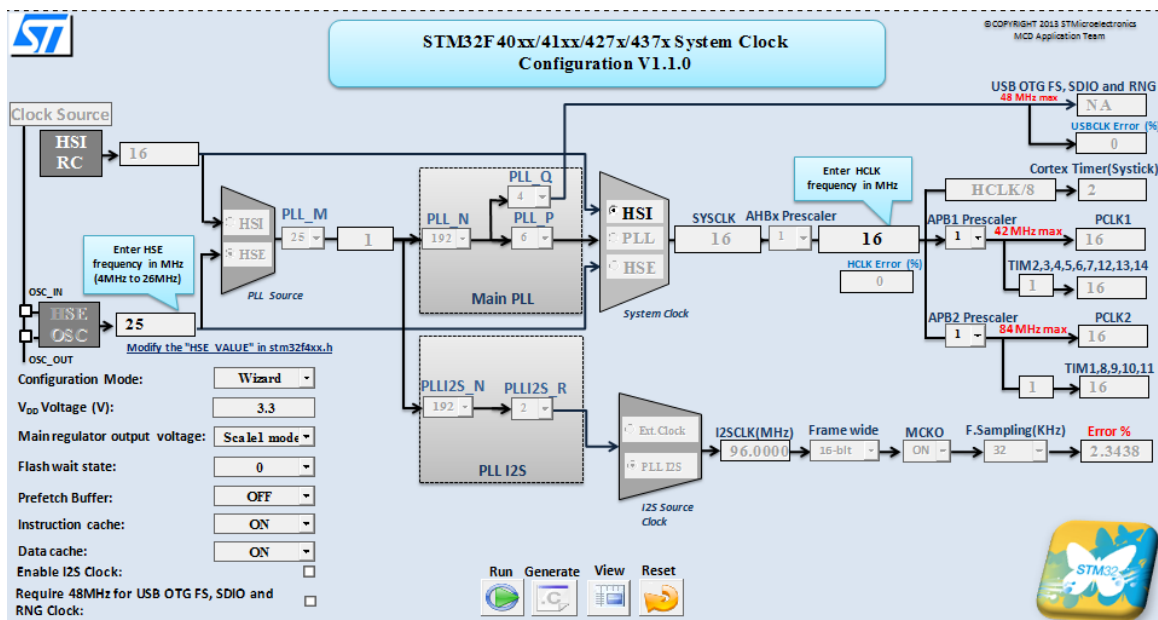 ©COPYRIGHT 2013 STMicroelectronics
MCD Application Team
STM32F40xx/41xx/427x/437x System Clock
Configuration V1.1.0
USB OTG FS, SDIO and RNG
48 MHz max
NA
USBCLK Error (%)
0
Clock Source
HSI
RC
16
Enter HCLK
frequency in MHz
Cortex Timer(Systick)
HCLK/8
2
PLL_M
HSI
HSE
25
1
PLL Source
PLL_Q
4
PLL_N
PLL_P
192
6
Main PLL
HSI
PLL
HSE
System Clock
SYSCLK
16
AHBx Prescaler
1
16
HCLK Error (%)
0
APB1 Prescaler
1
42 MHz max
PCLK1
16
TIM2,3,4,5,6,7,12,13,14
1
16
APB2 Prescaler
1
84 MHz max
PCLK2
16
TIM1,8,9,10,11
1
16
Enter HSE
frequency in MHz
(4MHz to 26MHz)
OSC_IN
HSE
OSC
25
OSC_OUT
Modify the "HSE_VALUE" in stm32f4xx.h
Configuration Mode:
Wizard
VDD Voltage (V):
3.3
Main regulator output voltage:
Scale1 mode
Flash wait state:
0
Prefetch Buffer:
OFF
Instruction cache:
ON
Data cache:
ON
Enable I2S Clock:
Require 48MHz for USB OTG FS, SDIO and
RNG Clock:
PLLI2S_N
PLLI2S_R
192
2
PLL I2S
Ext.Clock
PLL I2S
I2S Source
Clock
I2SCLK(MHz)
96.0000
Frame wide
16-bit
MCKO
ON
F.Sampling(KHz)
32
Error %
2.3438
Run
Generate
View
Reset
.C
STM32